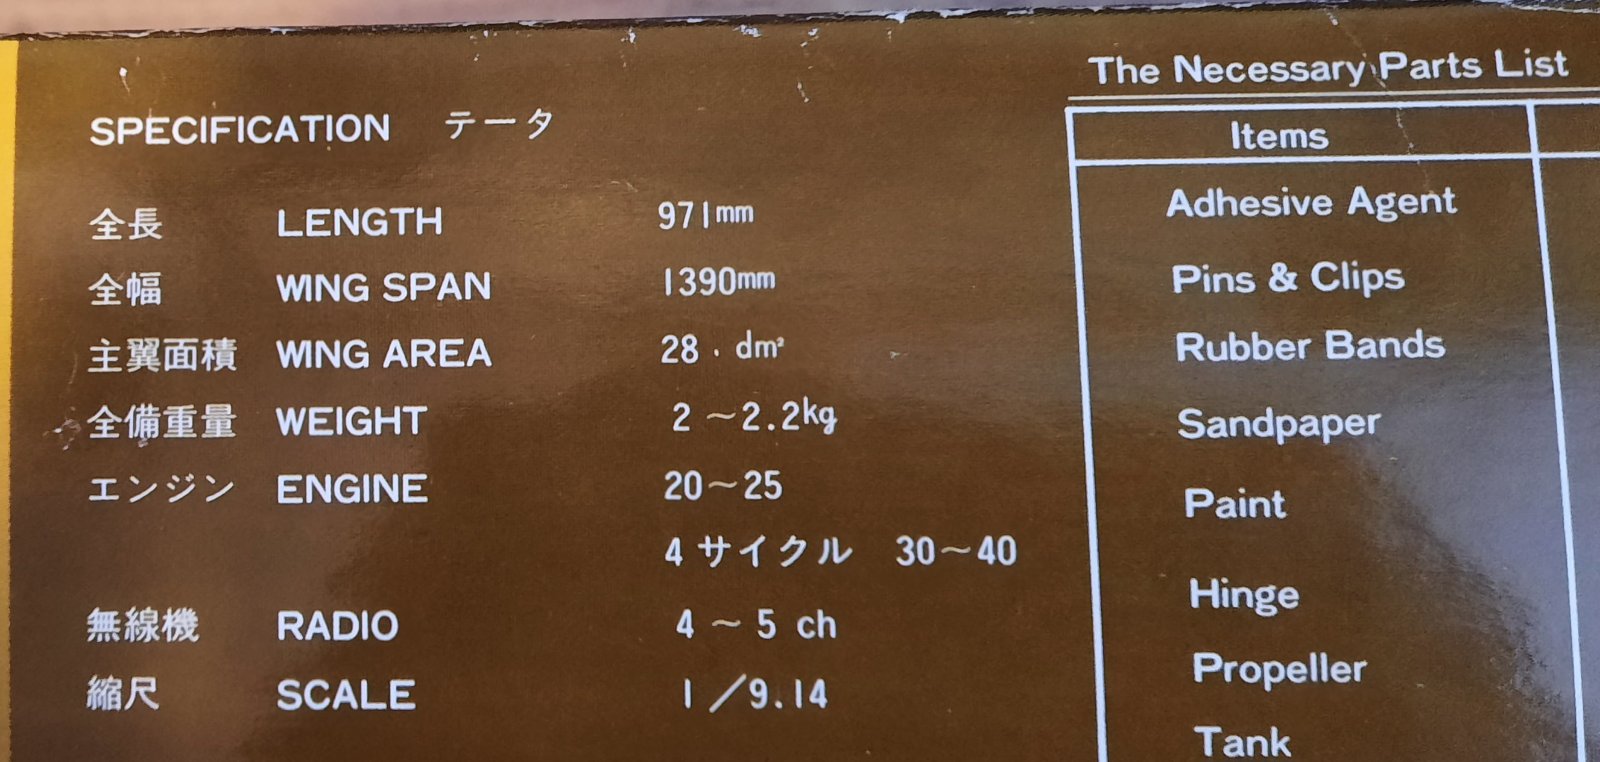 SPECIFICATION テータ
全長 LENGTH 971mm
全幅 WING SPAN 1390mm
主翼面積 WING AREA 28. dm²
全備重量 WEIGHT 2 ～2.2kg
エンジン ENGINE 20～25
4 サイクル 30～40
無線機 RADIO 4 ～ 5 ch
縮尺 SCALE 1 ／9.14
The Necessary Parts List
Items
Adhesive Agent
Pins & Clips
Rubber Bands
Sandpaper
Paint
Hinge
Propeller
Tank